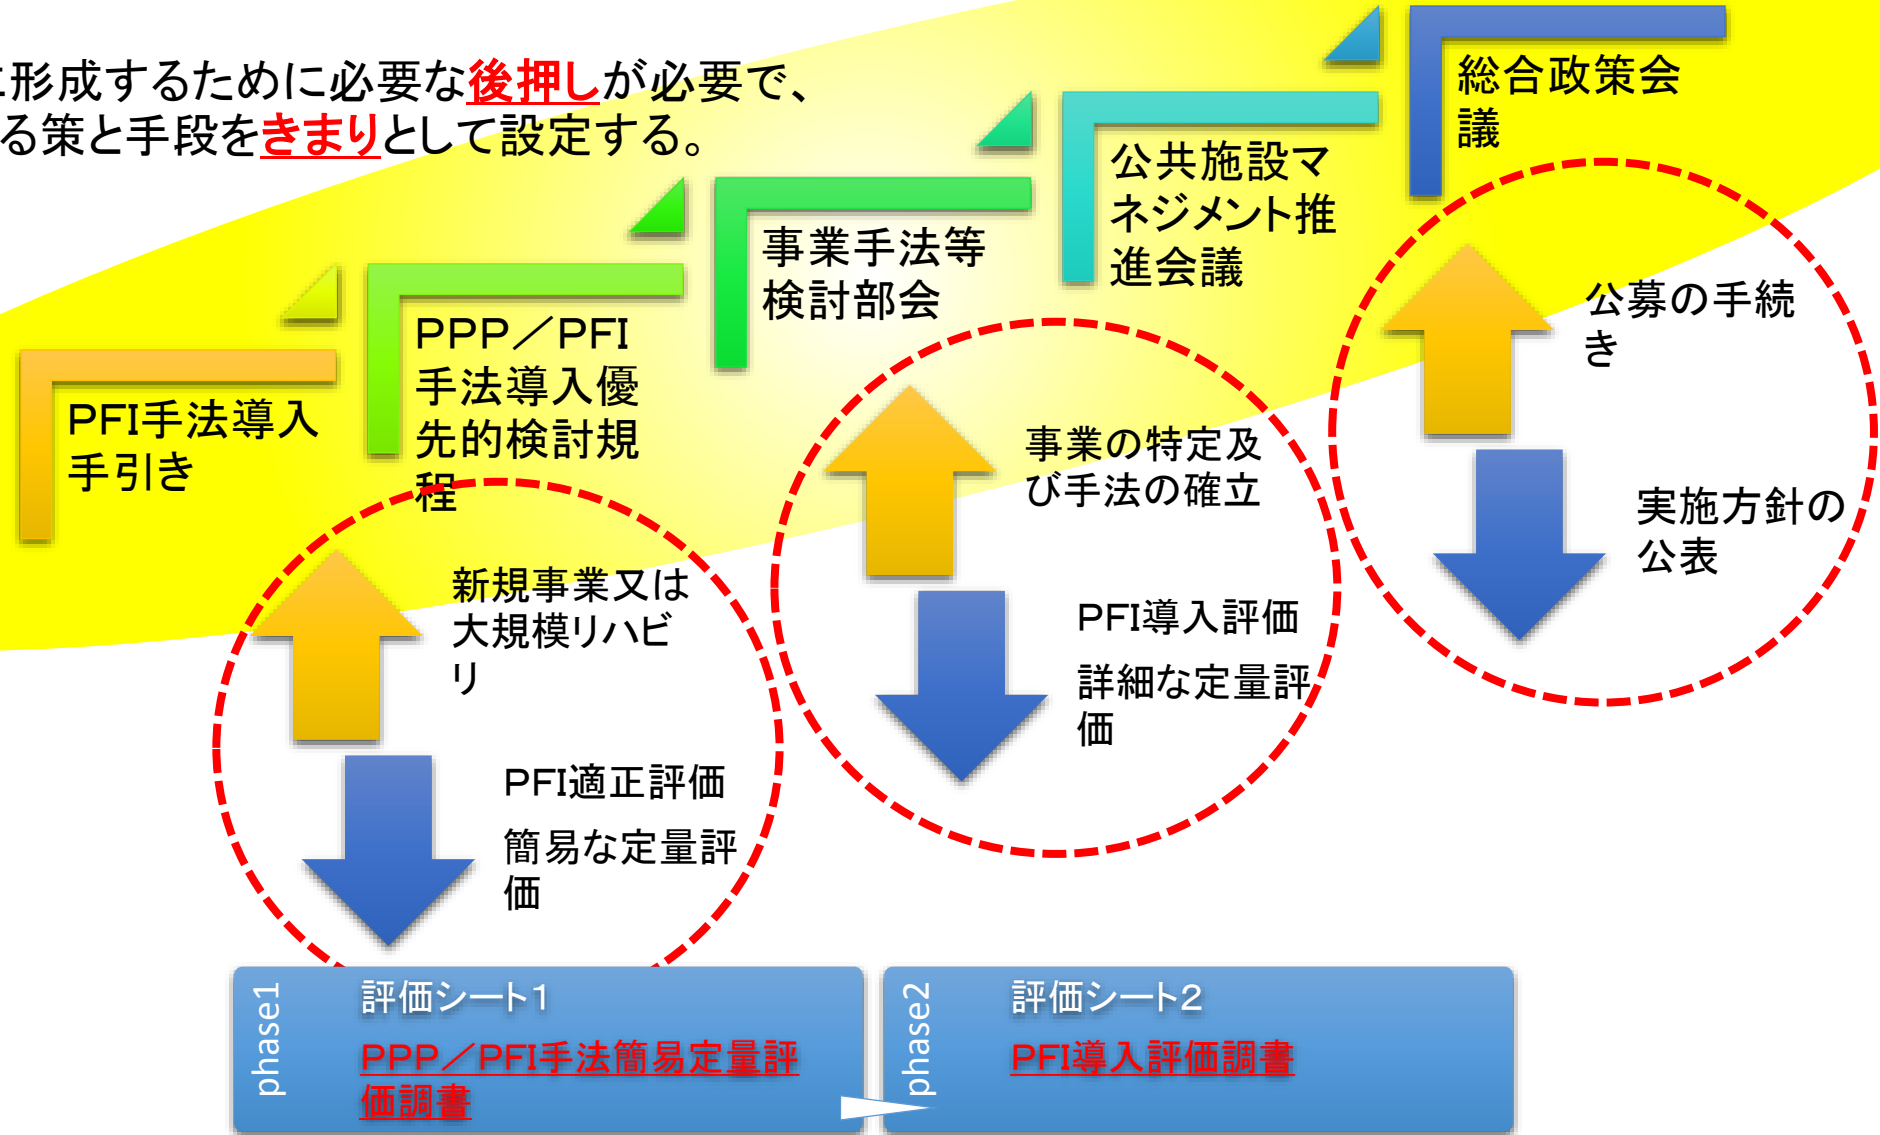 形成するために必要な後押しが必要で、
る策と手段をきまりとして設定する。
総合政策会
議
公共施設マ
ネジメント推
進会議
事業手法等
検討部会
PPP／PFI
手法導入優
先的検討規
程
PFI手法導入
手引き
新規事業又は
大規模リハビ
リ
PFI適正評価
簡易な定量評
価
事業の特定及
び手法の確立
PFI導入評価
詳細な定量評
価
公募の手続
き
実施方針の
公表
phase1
評価シート1
PPP／PFI手法簡易定量評
価調書
phase2
評価シート2
PFI導入評価調書